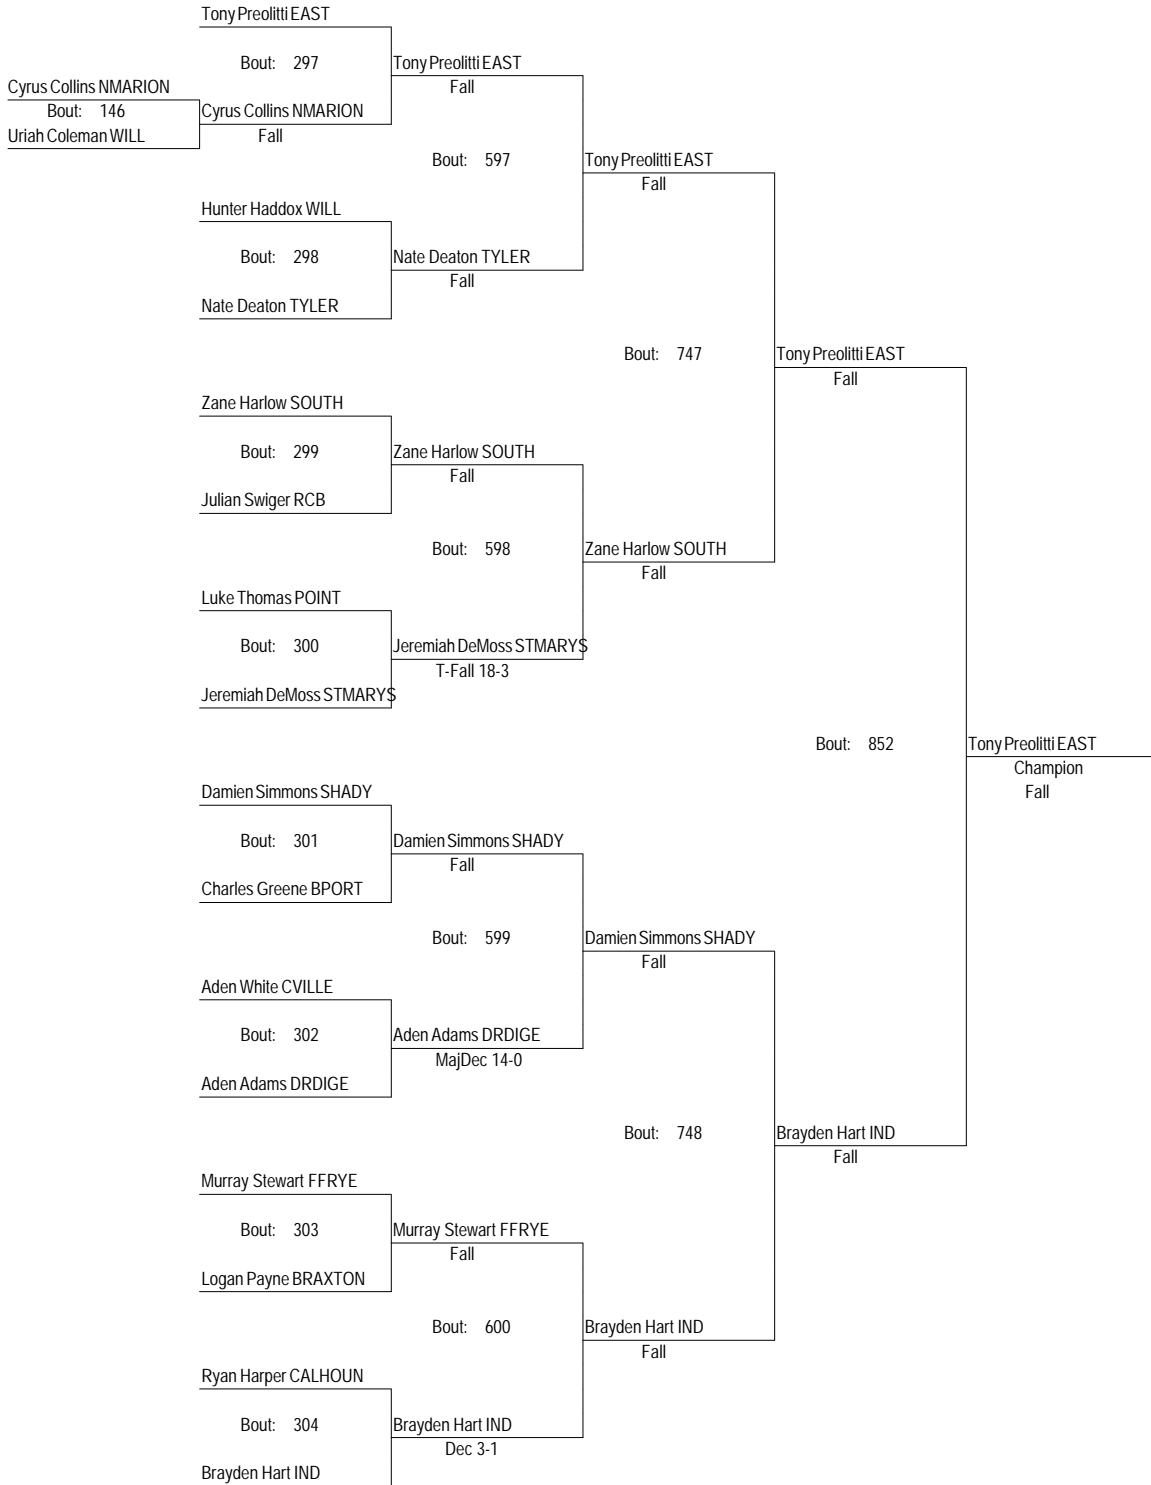 Tony Preolitti EAST
Bout: 297
Tony Preolitti EAST
Fall
Cyrus Collins NMARION
Bout: 146
Cyrus Collins NMARION
Uriah Coleman WILL
Fall
Bout: 597
Tony Preolitti EAST
Fall
Hunter Haddox WILL
Bout: 298
Nate Deaton TYLER
Fall
Nate Deaton TYLER
Bout: 747
Tony Preolitti EAST
Fall
Zane Harlow SOUTH
Bout: 299
Zane Harlow SOUTH
Fall
Julian Swiger RCB
Bout: 598
Zane Harlow SOUTH
Fall
Luke Thomas POINT
Bout: 300
Jeremiah DeMoss STMARYS
T-Fall 18-3
Jeremiah DeMoss STMARYS
Bout: 852
Tony Preolitti EAST
Champion
Fall
Damien Simmons SHADY
Bout: 301
Damien Simmons SHADY
Fall
Charles Greene BPORT
Bout: 599
Damien Simmons SHADY
Fall
Aden White CVILLE
Bout: 302
Aden Adams DRDIGE
MajDec 14-0
Aden Adams DRDIGE
Bout: 748
Brayden Hart IND
Fall
Murray Stewart FFRYE
Bout: 303
Murray Stewart FFRYE
Fall
Logan Payne BRAXTON
Bout: 600
Brayden Hart IND
Fall
Ryan Harper CALHOUN
Bout: 304
Brayden Hart IND
Dec 3-1
Brayden Hart IND